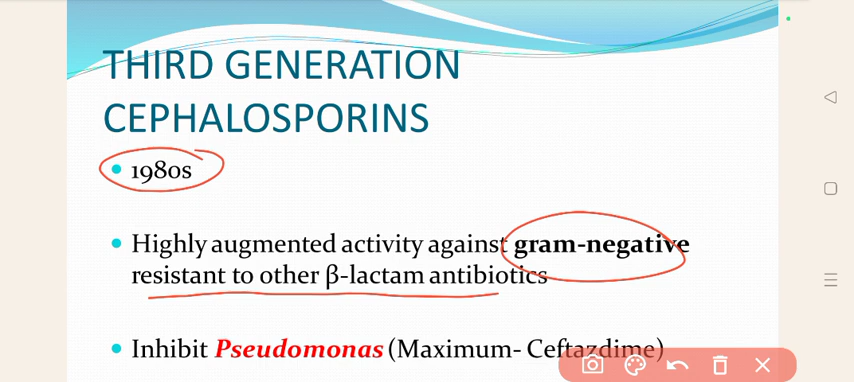 THIRD GENERATION
CEPHALOSPORINS
• 1980s
• Highly augmented activity against gram-negative
resistant to other β-lactam antibiotics
• Inhibit Pseudomonas (Maximum- Ceftazdime)